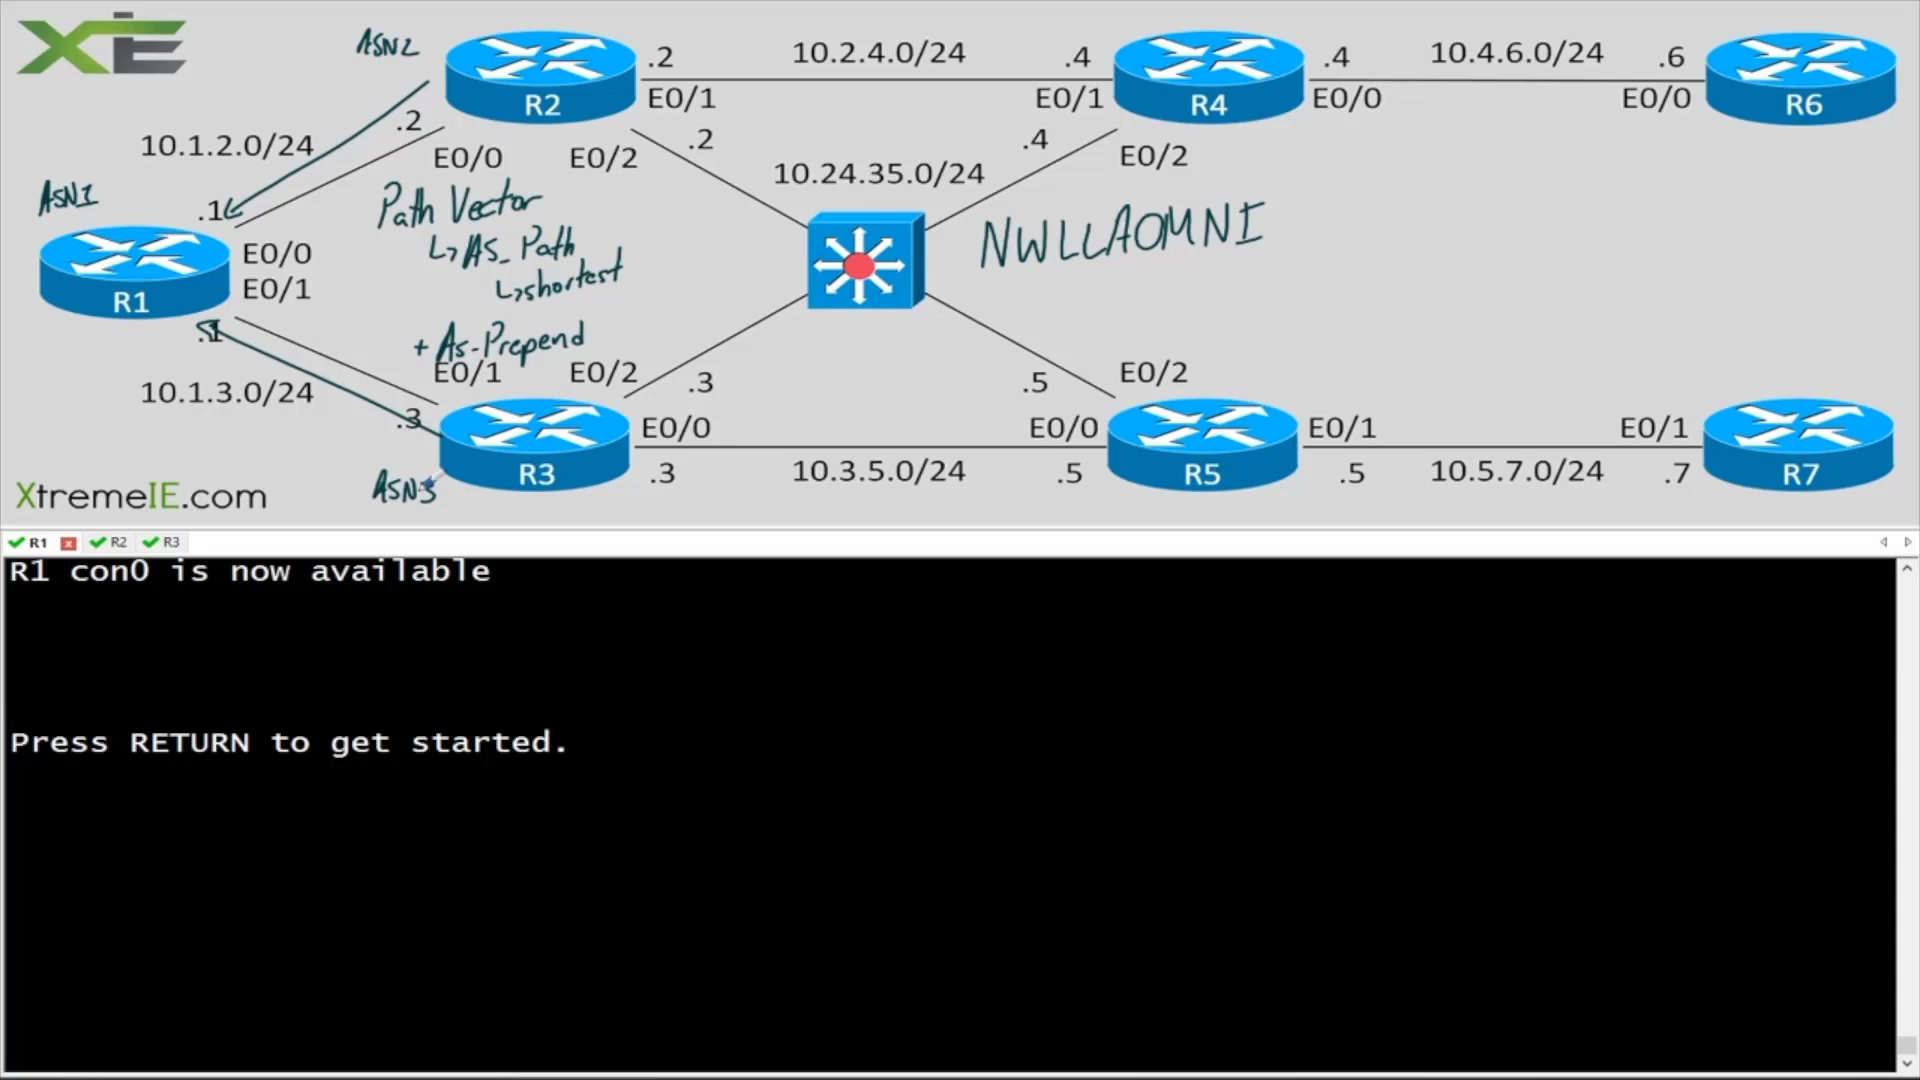 XIE
ASN2
.2
10.2.4.0/24
.4
.4
10.4.6.0/24
.6
R2
E0/1
E0/1
R4
E0/0
E0/0
R6
10.1.2.0/24
.2
E0/0
E0/2
.2
.4
E0/2
10.24.35.0/24
ASN1
.1
Path Vector
↳AS_Path
↳shortest
NWLLAOMNI
E0/0
E0/1
R1
.1
+ As-Prepend
E0/1
E0/2
.3
.5
E0/2
10.1.3.0/24
.3
E0/0
E0/0
E0/1
E0/1
R3
.3
10.3.5.0/24
.5
R5
.5
10.5.7.0/24
.7
R7
ASN3
XtremeIE.com
R1
R2
R3
R1 con0 is now available
Press RETURN to get started.